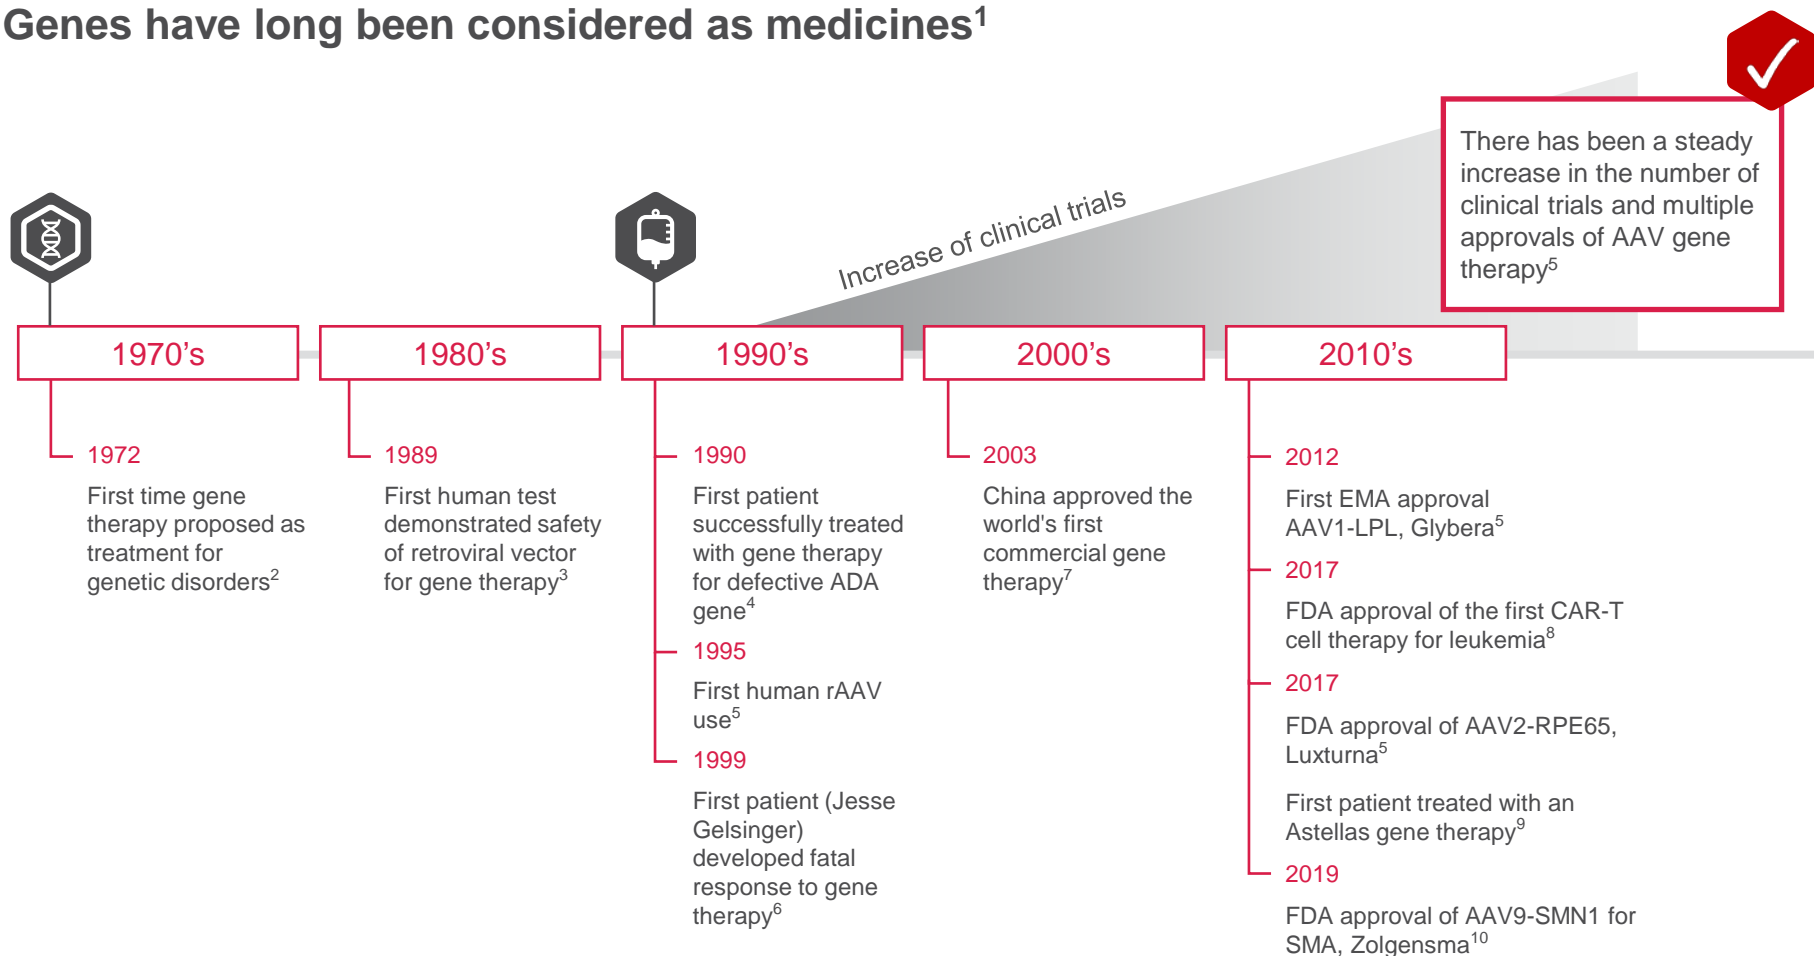 Genes have long been considered as medicines¹
There has been a steady
increase in the number of
clinical trials and multiple
approvals of AAV gene
therapy⁵
Increase of clinical trials
1970’s
1980’s
1990’s
2000’s
2010’s
1972
First time gene
therapy proposed as
treatment for
genetic disorders²
1989
First human test
demonstrated safety
of retroviral vector
for gene therapy³
1990
First patient
successfully treated
with gene therapy
for defective ADA
gene⁴
1995
First human rAAV
use⁵
1999
First patient (Jesse
Gelsinger)
developed fatal
response to gene
therapy⁶
2003
China approved the
world's first
commercial gene
therapy⁷
2012
First EMA approval
AAV1-LPL, Glybera⁵
2017
FDA approval of the first CAR-T
cell therapy for leukemia⁸
2017
FDA approval of AAV2-RPE65,
Luxturna⁵
First patient treated with an
Astellas gene therapy⁹
2019
FDA approval of AAV9-SMN1 for
SMA, Zolgensma¹⁰